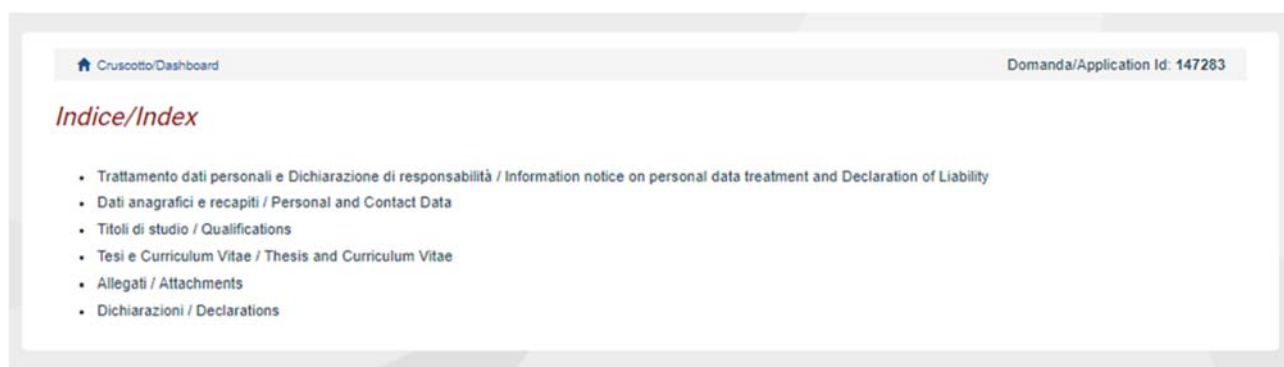 Cruscotto/Dashboard
Domanda/Application Id: 147283
Indice/Index
Trattamento dati personali e Dichiarazione di responsabilità / Information notice on personal data treatment and Declaration of Liability
Dati anagrafici e recapiti / Personal and Contact Data
Titoli di studio / Qualifications
Tesi e Curriculum Vitae / Thesis and Curriculum Vitae
Allegati / Attachments
Dichiarazioni / Declarations